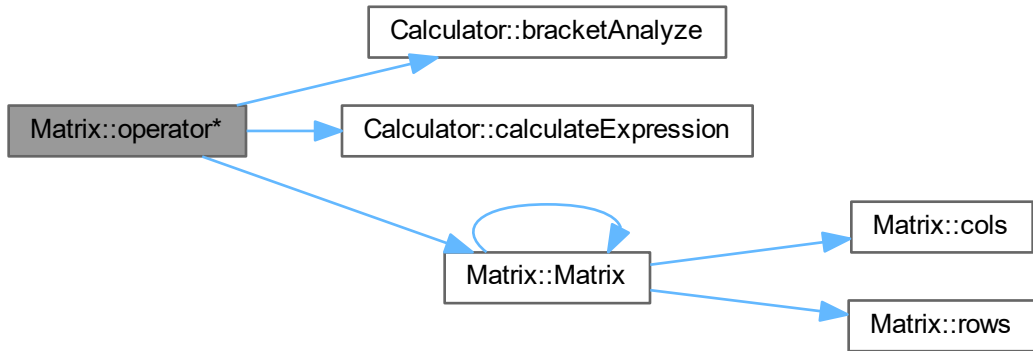 Calculator::bracketAnalyze
Matrix::operator*
Calculator::calculateExpression
Matrix::cols
Matrix::Matrix
Matrix::rows